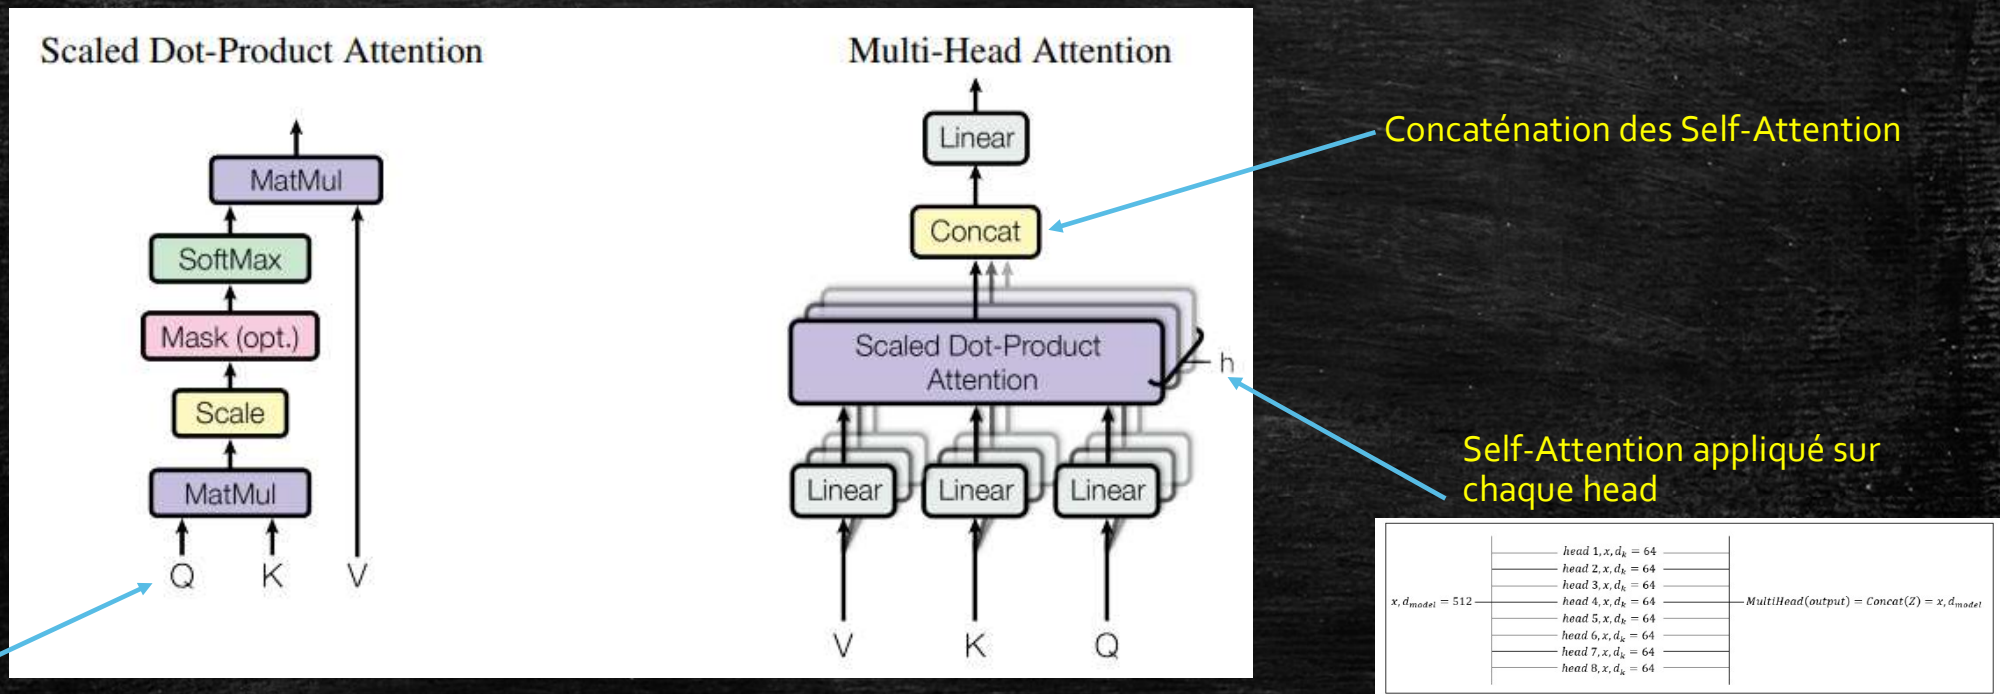 Scaled Dot-Product Attention
MatMul
SoftMax
Mask (opt.)
Scale
MatMul
Q K V
Multi-Head Attention
Linear
Concat
Scaled Dot-Product
Attention
h
Linear Linear Linear
V K Q
Concaténation des Self-Attention
Self-Attention appliqué sur
chaque head
x, d_model = 512
head 1, x, d_k = 64
head 2, x, d_k = 64
head 3, x, d_k = 64
head 4, x, d_k = 64
head 5, x, d_k = 64
head 6, x, d_k = 64
head 7, x, d_k = 64
head 8, x, d_k = 64
MultiHead(output) = Concat(Z) = x, d_model